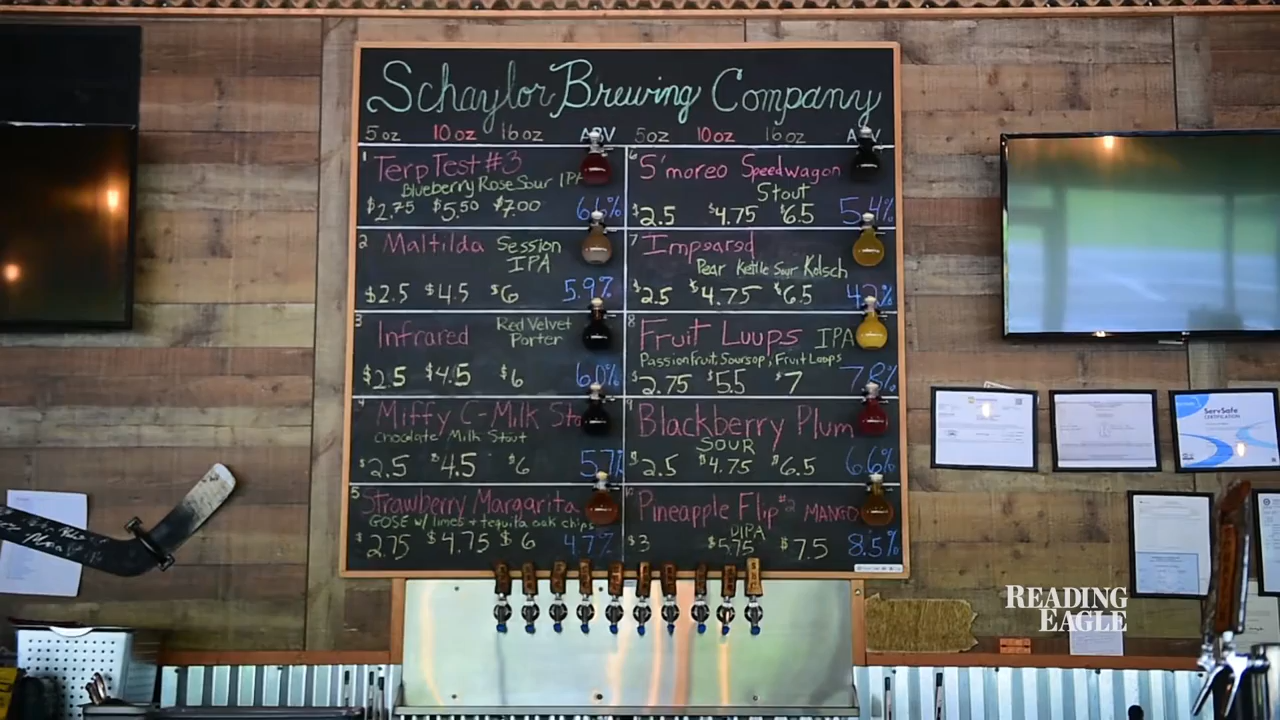 Schaylor Brewing Company
5oz 10oz 16oz ABV 5oz 10oz 16oz
1 TerpTest #3
Blueberry Rose Sour IPA
$2.75 $5.50 $7.00
2 Maltilda Session
IPA
$2.5 $4.5 $6 5.9%
3 Infrared Red Velvet
Porter
$2.5 $4.5 $6 6.0%
4 Miffy C-Milk
Chocolate Milk Stout
$2.5 $4.5 $6 5.7%
5 Strawberry Margarita
GOSE w/ limes + tequila oak chips
$2.75 $4.75 $6 4.7%
6 S'moreo Speedwagon
Stout
$2.5 $4.75 $6.5 5.4%
7 Impeared
Pear Kettle Sour Kolsch
$2.5 $4.75 $6.5
8 Fruit Luups IPA
Passionfruit, Soursop, Fruit Loops
$2.75 $5.5 $7 7.8%
9 Blackberry Plum
SOUR
$2.5 $4.75 $6.5 6.6%
10 Pineapple Flip #2 MANGO
DIPA
$3 $5.75 $7.5 8.5%
ServSafe
CERTIFICATION
READING
EAGLE